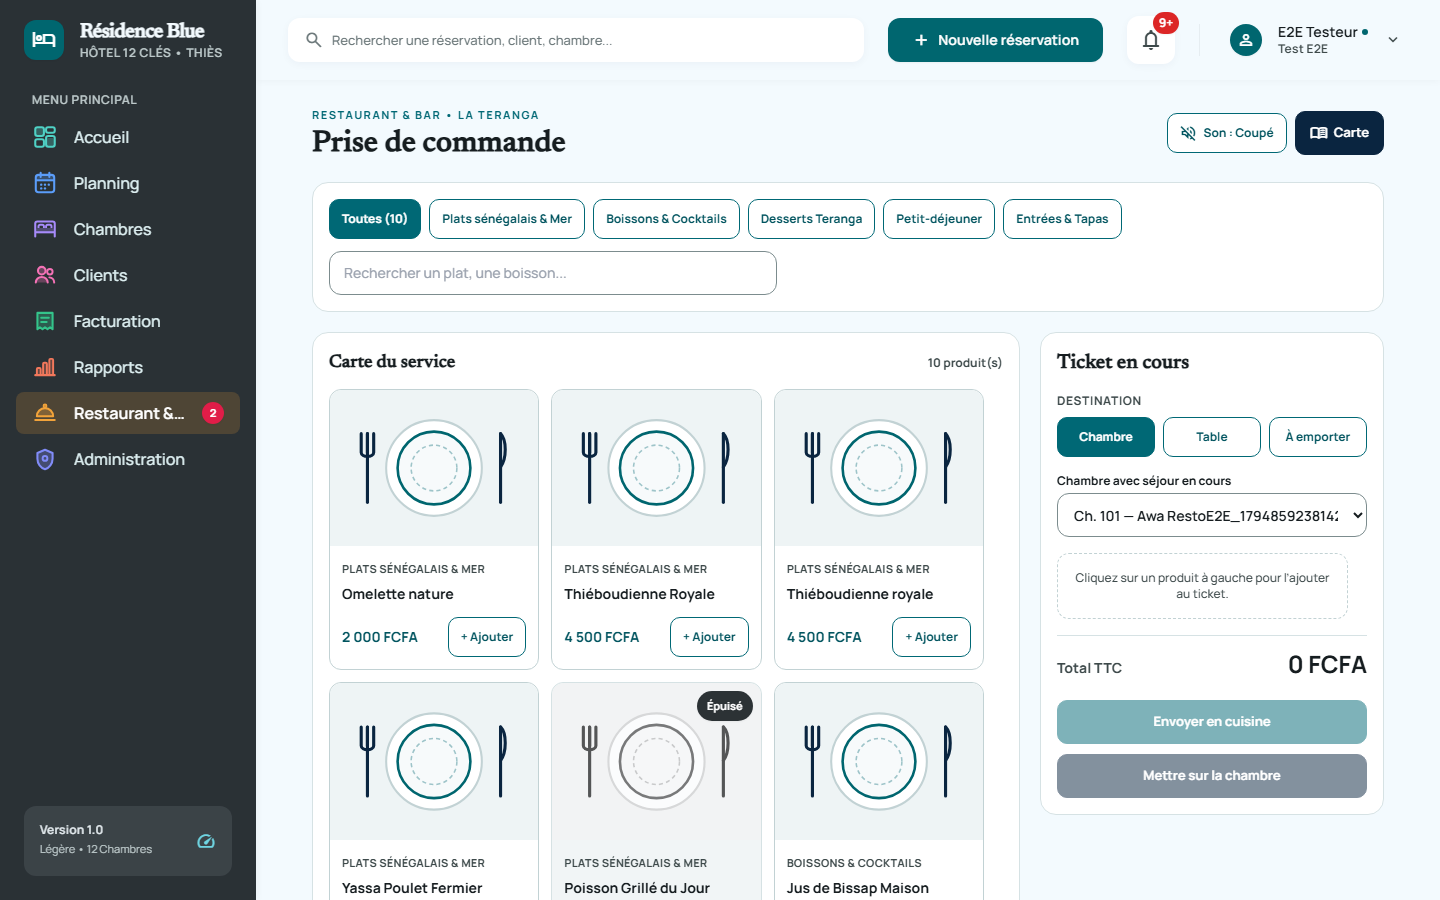 Résidence Blue
HÔTEL 12 CLÉS • THIÈS
MENU PRINCIPAL
Accueil
Planning
Chambres
Clients
Facturation
Rapports
Restaurant &...
2
Administration
Version 1.0
Légère • 12 Chambres
Rechercher une réservation, client, chambre...
+ Nouvelle réservation
9+
E2E Testeur
Test E2E
RESTAURANT & BAR • LA TERANGA
Prise de commande
Son : Coupé
Carte
Toutes (10)
Plats sénégalais & Mer
Boissons & Cocktails
Desserts Teranga
Petit-déjeuner
Entrées & Tapas
Rechercher un plat, une boisson...
Carte du service
10 produit(s)
PLATS SÉNÉGALAIS & MER
Omelette nature
2 000 FCFA
+ Ajouter
PLATS SÉNÉGALAIS & MER
Thiéboudienne Royale
4 500 FCFA
+ Ajouter
PLATS SÉNÉGALAIS & MER
Thiéboudienne royale
4 500 FCFA
+ Ajouter
PLATS SÉNÉGALAIS & MER
Yassa Poulet Fermier
Épuisé
PLATS SÉNÉGALAIS & MER
Poisson Grillé du Jour
BOISSONS & COCKTAILS
Jus de Bissap Maison
Ticket en cours
DESTINATION
Chambre
Table
À emporter
Chambre avec séjour en cours
Ch. 101 — Awa RestoE2E_1794859238142
Cliquez sur un produit à gauche pour l'ajouter
au ticket.
Total TTC
0 FCFA
Envoyer en cuisine
Mettre sur la chambre